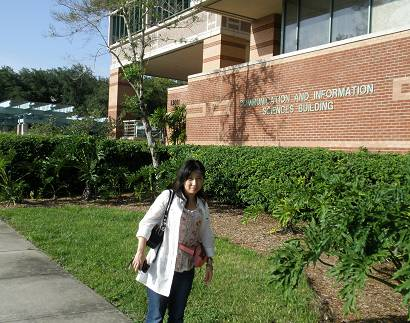 COMMUNICATION AND INFORMATION
SCIENCES BUILDING